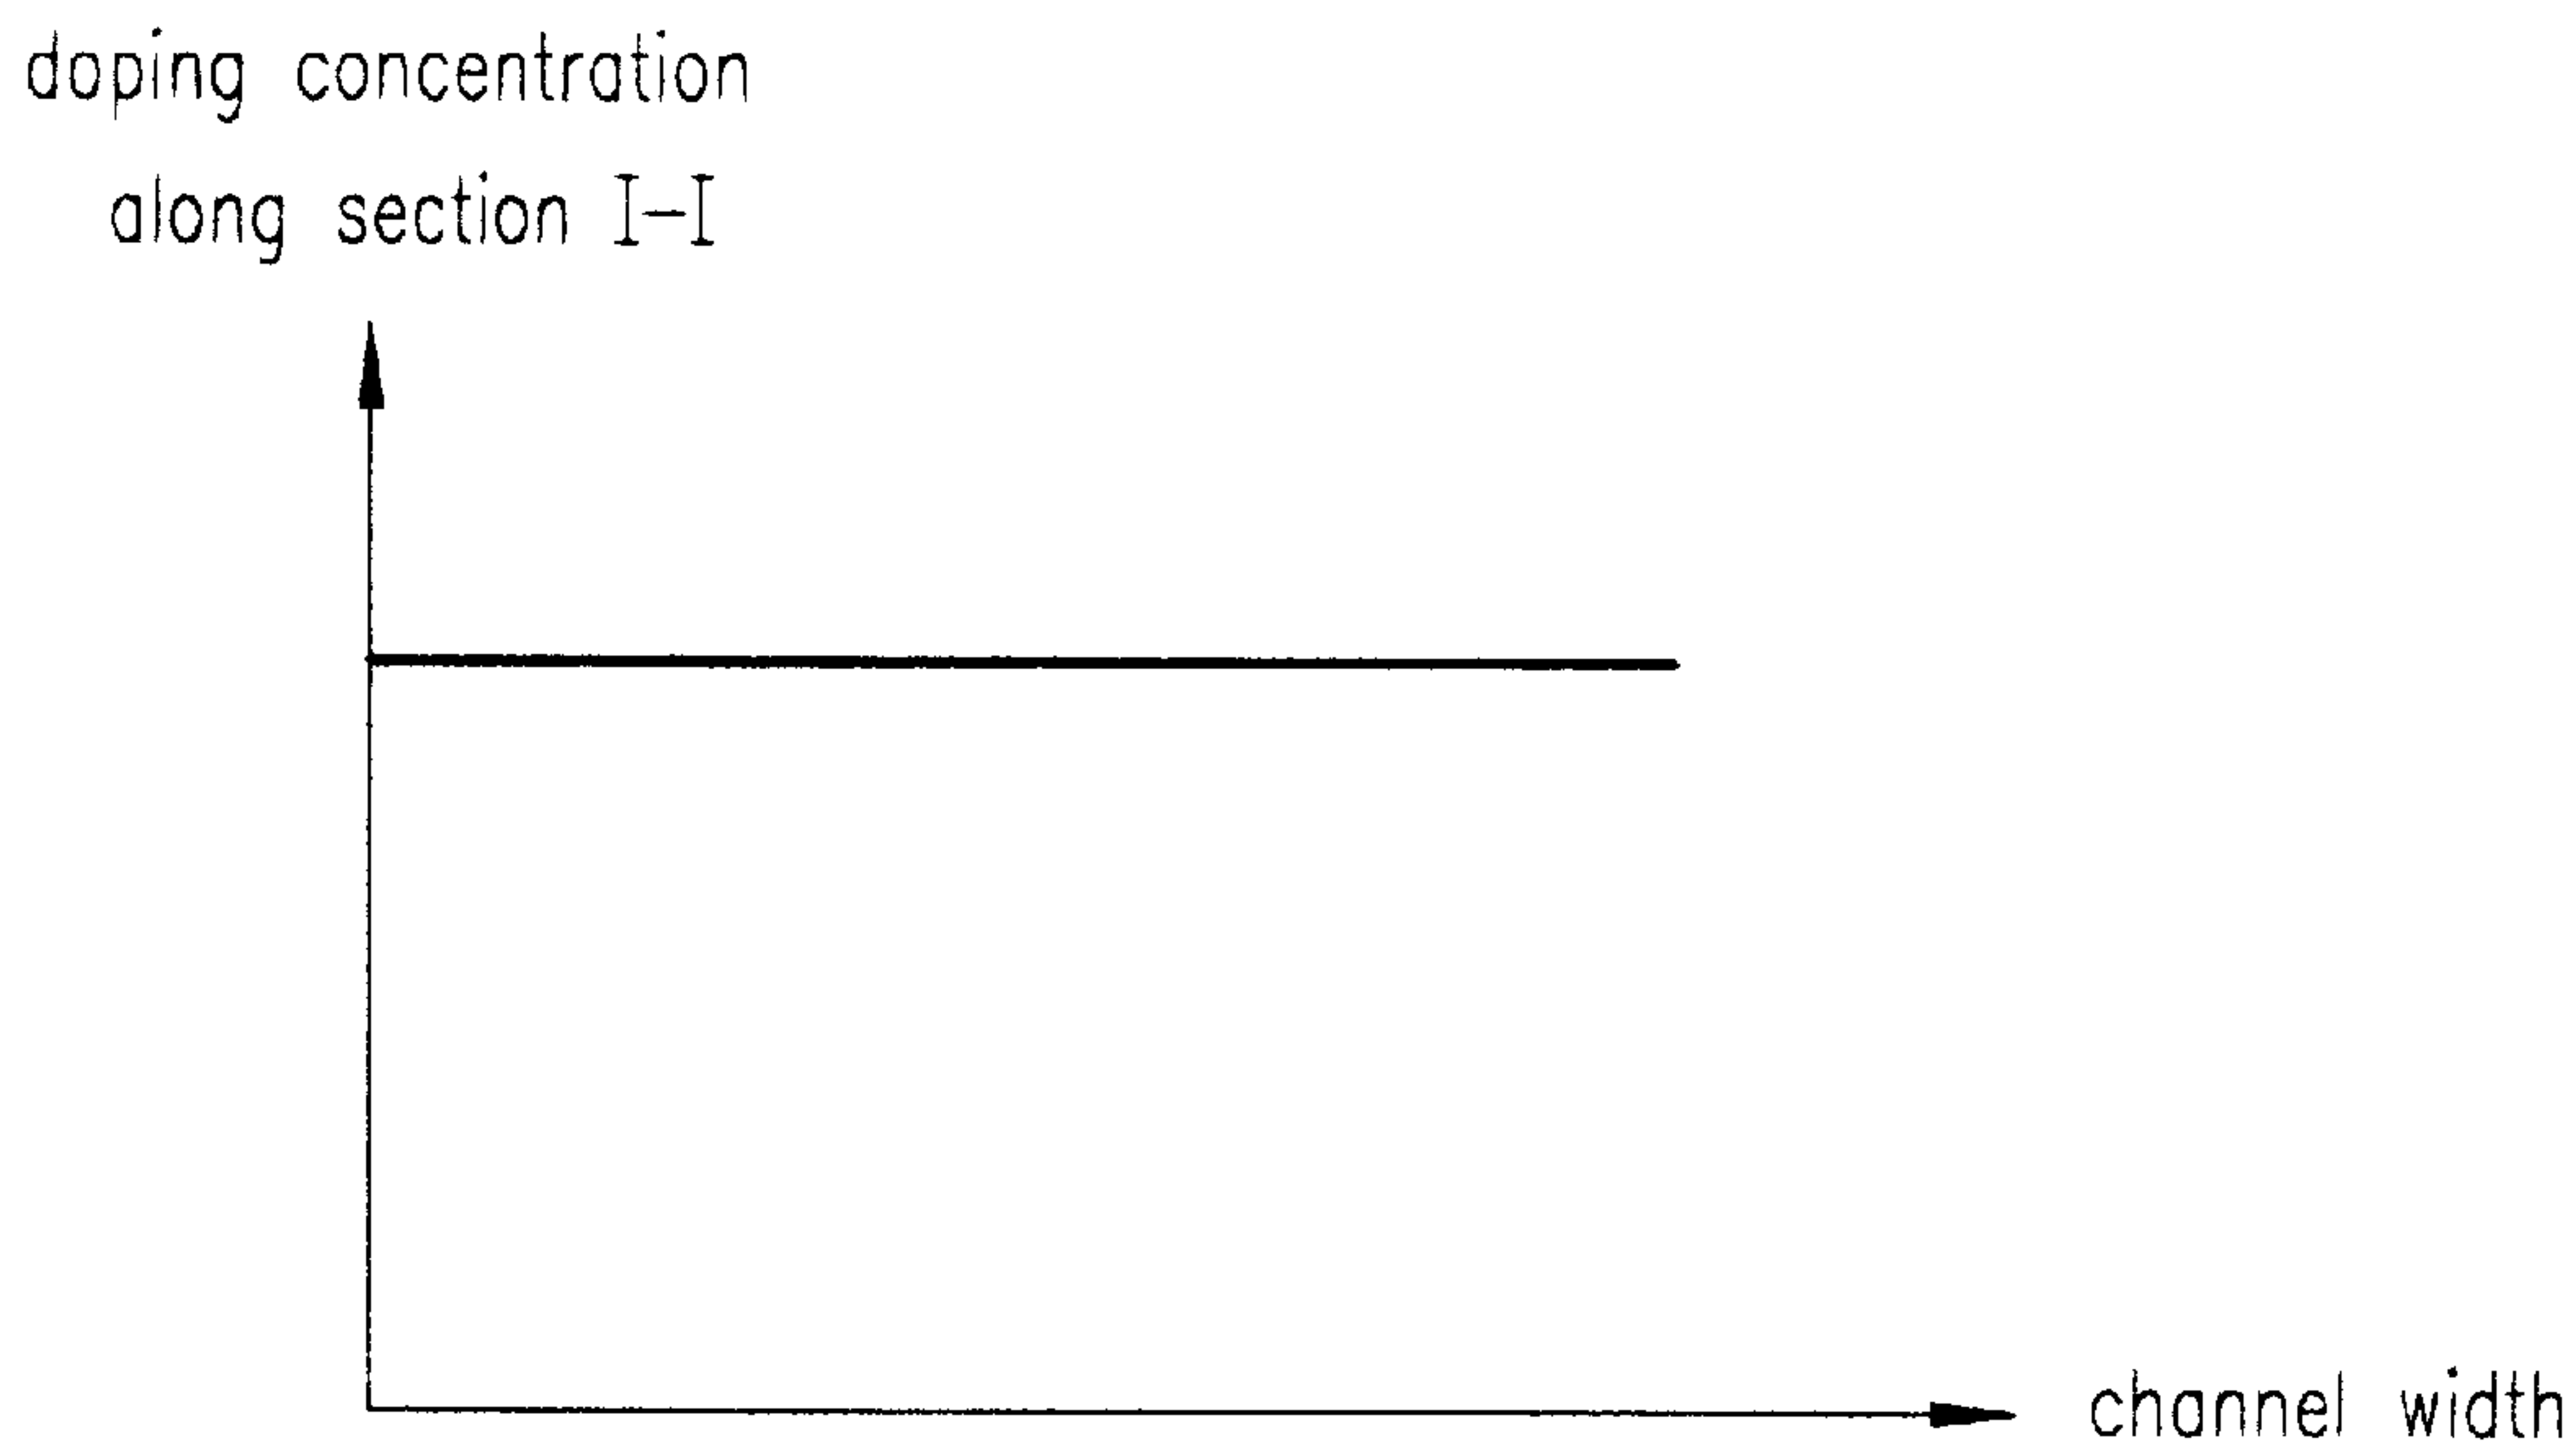 doping concentration
along section I-I
channel width